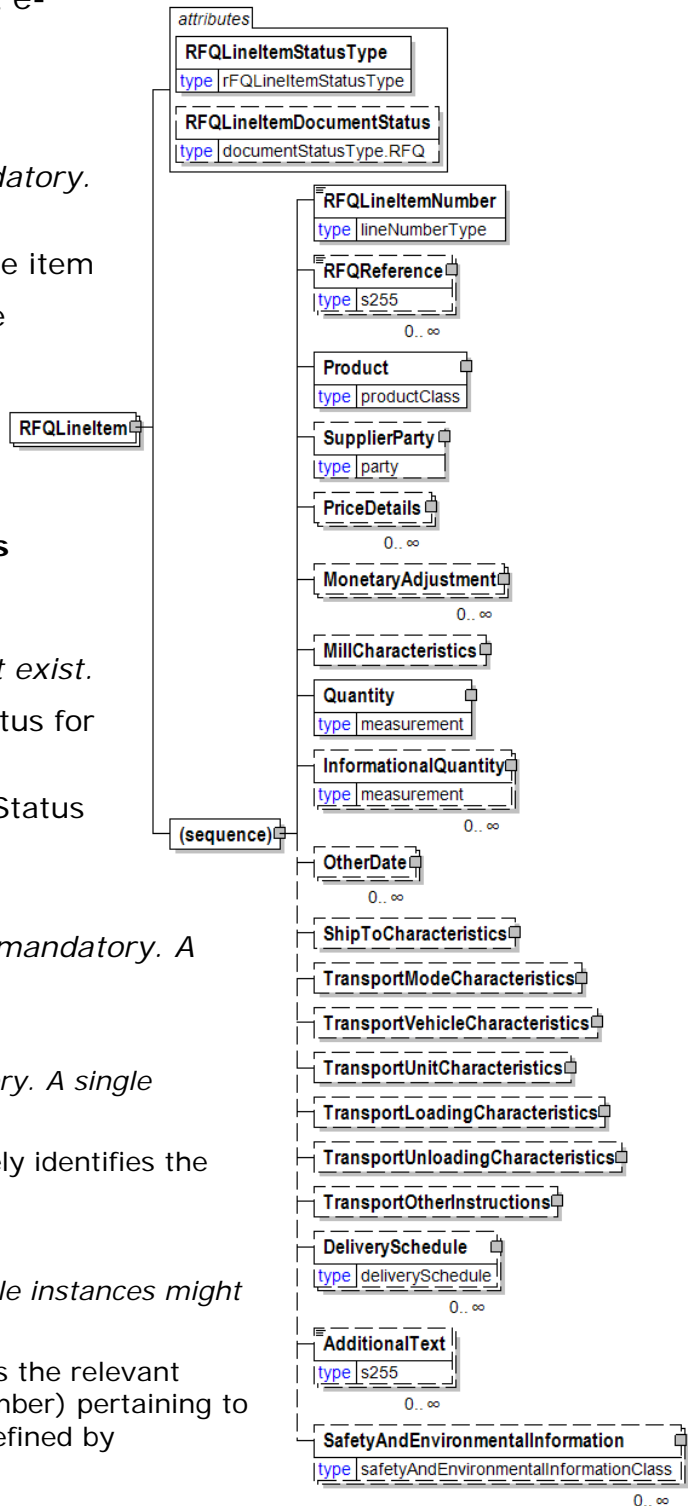 e-
datory.
e item
e
s
t exist.
tus for
Status
mandatory. A
ry. A single
ely identifies the
le instances might
s the relevant
mber) pertaining to
efined by
RFQLineItem
attributes
RFQLineItemStatusType
type rFQLineItemStatusType
RFQLineItemDocumentStatus
type documentStatusType.RFQ
(sequence)
RFQLineItemNumber
type lineNumberType
RFQReference
type s255
0.. ∞
Product
type productClass
SupplierParty
type party
PriceDetails
0.. ∞
MonetaryAdjustment
0.. ∞
MillCharacteristics
Quantity
type measurement
InformationalQuantity
type measurement
0.. ∞
OtherDate
0.. ∞
ShipToCharacteristics
TransportModeCharacteristics
TransportVehicleCharacteristics
TransportUnitCharacteristics
TransportLoadingCharacteristics
TransportUnloadingCharacteristics
TransportOtherInstructions
DeliverySchedule
type deliverySchedule
0.. ∞
AdditionalText
type s255
0.. ∞
SafetyAndEnvironmentalInformation
type safetyAndEnvironmentalInformationClass
0.. ∞